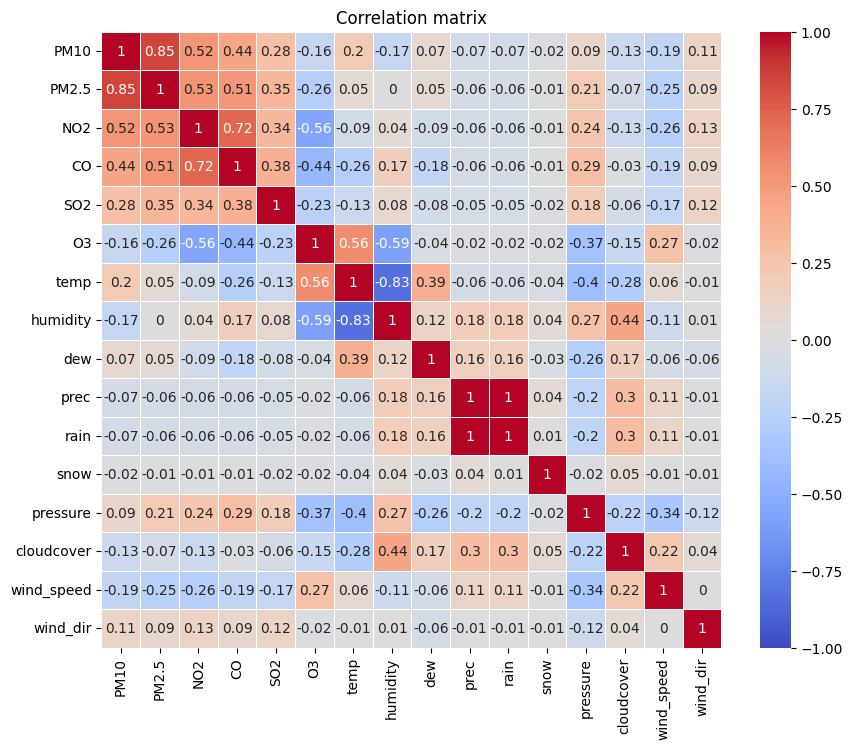 Correlation matrix
PM10 1 0.85 0.52 0.44 0.28 -0.16 0.2 -0.17 0.07 -0.07 -0.07 -0.02 0.09 -0.13 -0.19 0.11
PM2.5 0.85 1 0.53 0.51 0.35 -0.26 0.05 0 0.05 -0.06 -0.06 -0.01 0.21 -0.07 -0.25 0.09
NO2 0.52 0.53 1 0.72 0.34 -0.56 -0.09 0.04 -0.09 -0.06 -0.06 -0.01 0.24 -0.13 -0.26 0.13
CO 0.44 0.51 0.72 1 0.38 -0.44 -0.26 0.17 -0.18 -0.06 -0.06 -0.01 0.29 -0.03 -0.19 0.09
SO2 0.28 0.35 0.34 0.38 1 -0.23 -0.13 0.08 -0.08 -0.05 -0.05 -0.02 0.18 -0.06 -0.17 0.12
O3 -0.16 -0.26 -0.56 -0.44 -0.23 1 0.56 -0.59 -0.04 -0.02 -0.02 -0.02 -0.37 -0.15 0.27 -0.02
temp 0.2 0.05 -0.09 -0.26 -0.13 0.56 1 -0.83 0.39 -0.06 -0.06 -0.04 -0.4 -0.28 0.06 -0.01
humidity -0.17 0 0.04 0.17 0.08 -0.59 -0.83 1 0.12 0.18 0.18 0.04 0.27 0.44 -0.11 0.01
dew 0.07 0.05 -0.09 -0.18 -0.08 -0.04 0.39 0.12 1 0.16 0.16 -0.03 -0.26 0.17 -0.06 -0.06
prec -0.07 -0.06 -0.06 -0.06 -0.05 -0.02 -0.06 0.18 0.16 1 1 0.04 -0.2 0.3 0.11 -0.01
rain -0.07 -0.06 -0.06 -0.06 -0.05 -0.02 -0.06 0.18 0.16 1 1 0.01 -0.2 0.3 0.11 -0.01
snow -0.02 -0.01 -0.01 -0.01 -0.02 -0.02 -0.04 0.04 -0.03 0.04 0.01 1 -0.02 0.05 -0.01 -0.01
pressure 0.09 0.21 0.24 0.29 0.18 -0.37 -0.4 0.27 -0.26 -0.2 -0.2 -0.02 1 -0.22 -0.34 -0.12
cloudcover -0.13 -0.07 -0.13 -0.03 -0.06 -0.15 -0.28 0.44 0.17 0.3 0.3 0.05 -0.22 1 0.22 0.04
wind_speed -0.19 -0.25 -0.26 -0.19 -0.17 0.27 0.06 -0.11 -0.06 0.11 0.11 -0.01 -0.34 0.22 1 0
wind_dir 0.11 0.09 0.13 0.09 0.12 -0.02 -0.01 0.01 -0.06 -0.01 -0.01 -0.01 -0.12 0.04 0 1
PM10 PM2.5 NO2 CO SO2 O3 temp humidity dew prec rain snow pressure cloudcover wind_speed wind_dir
1.00
0.75
0.50
0.25
0.00
−0.25
−0.50
−0.75
−1.00